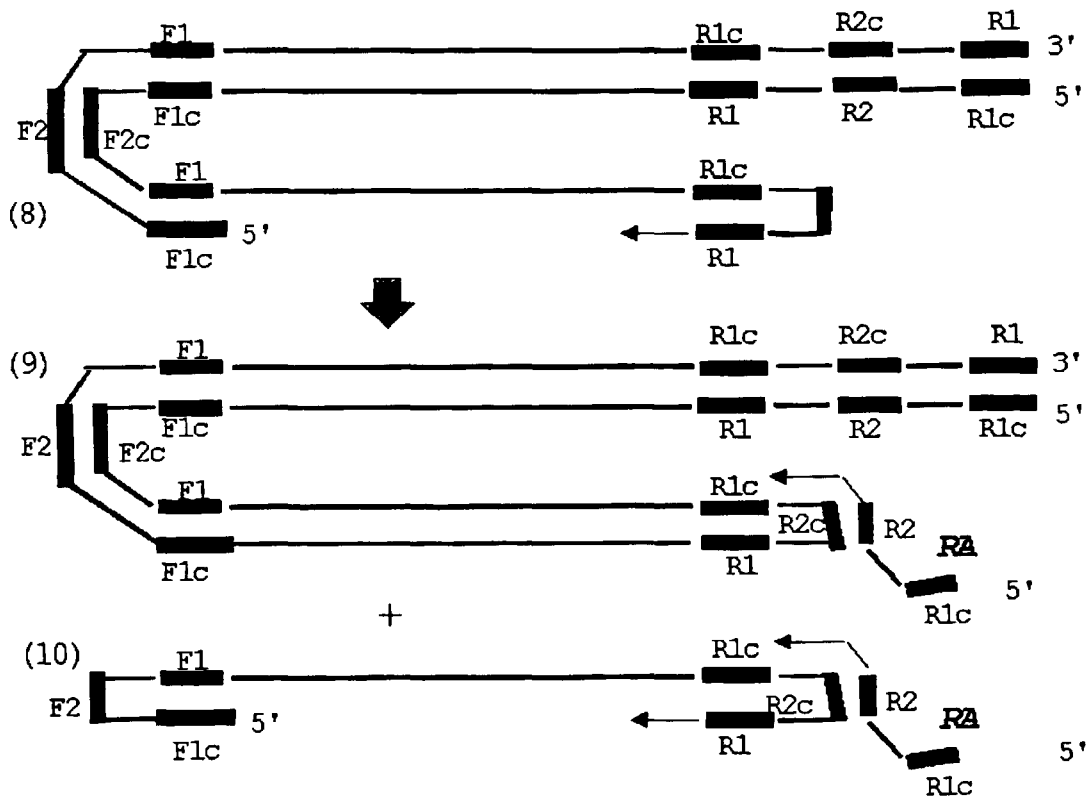 F1 R1c R2c R1
3'
5'
F1c R1 R2 R1c
F2 F2c
F1 R1c
(8)
5'
F1c R1
(9) F1 R1c R2c R1
3'
5'
F2 F2c F1c R1 R2 R1c
F1 R1c
R2c R2
RA
F1c R1
5'
R1c
+
(10) F1 R1c
F2 R2c R2
5' RA
F1c R1
5'
R1c